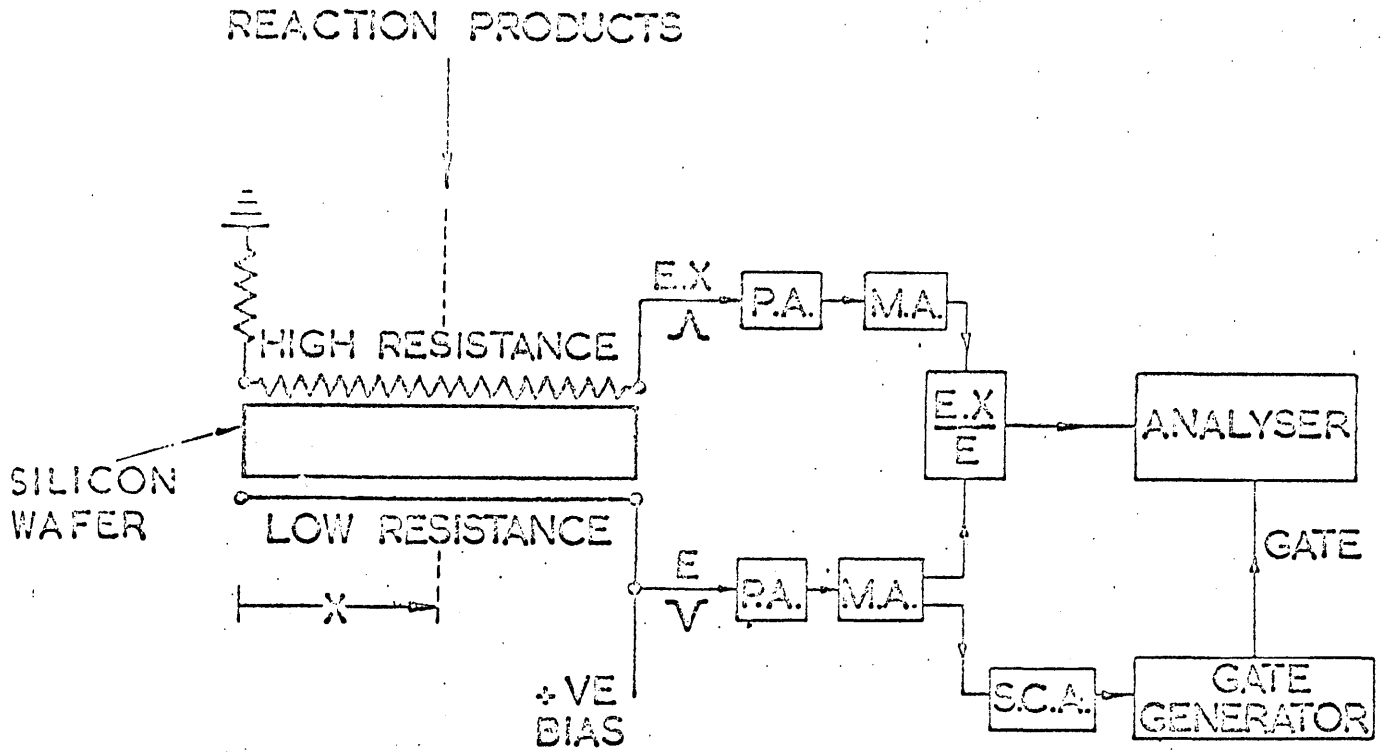 REACTION PRODUCTS
E.X
P.A.
M.A.
HIGH RESISTANCE
E.X
E
ANALYSER
SILICON
WAFER
LOW RESISTANCE
X
E
P.A.
M.A.
GATE
+VE
BIAS
S.C.A.
GATE
GENERATOR